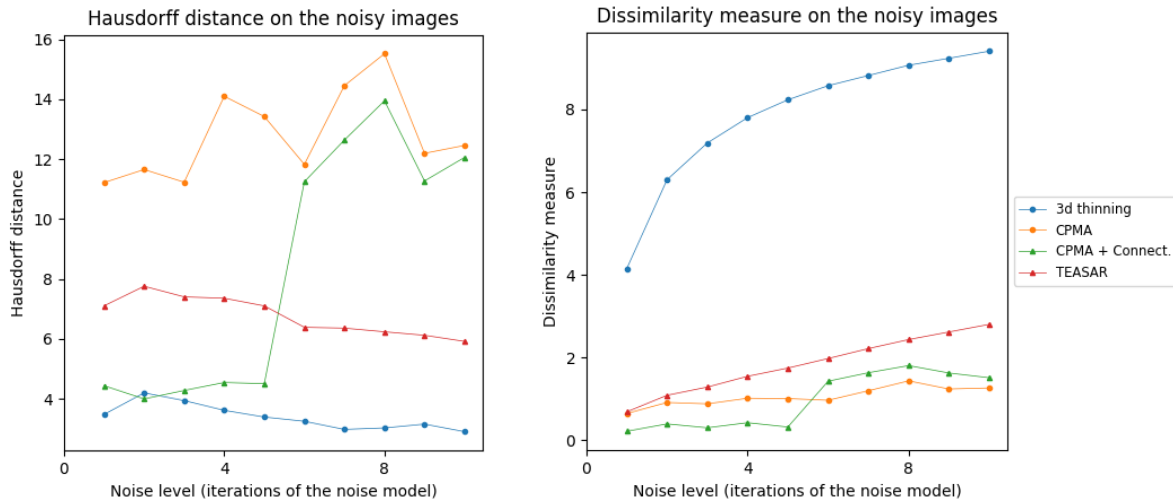 Hausdorff distance on the noisy images
16
14
12
10
8
6
4
0
4
8
Hausdorff distance
Noise level (iterations of the noise model)
Dissimilarity measure on the noisy images
8
6
4
2
0
0
4
8
Dissimilarity measure
Noise level (iterations of the noise model)
3d thinning
CPMA
CPMA + Connect.
TEASAR